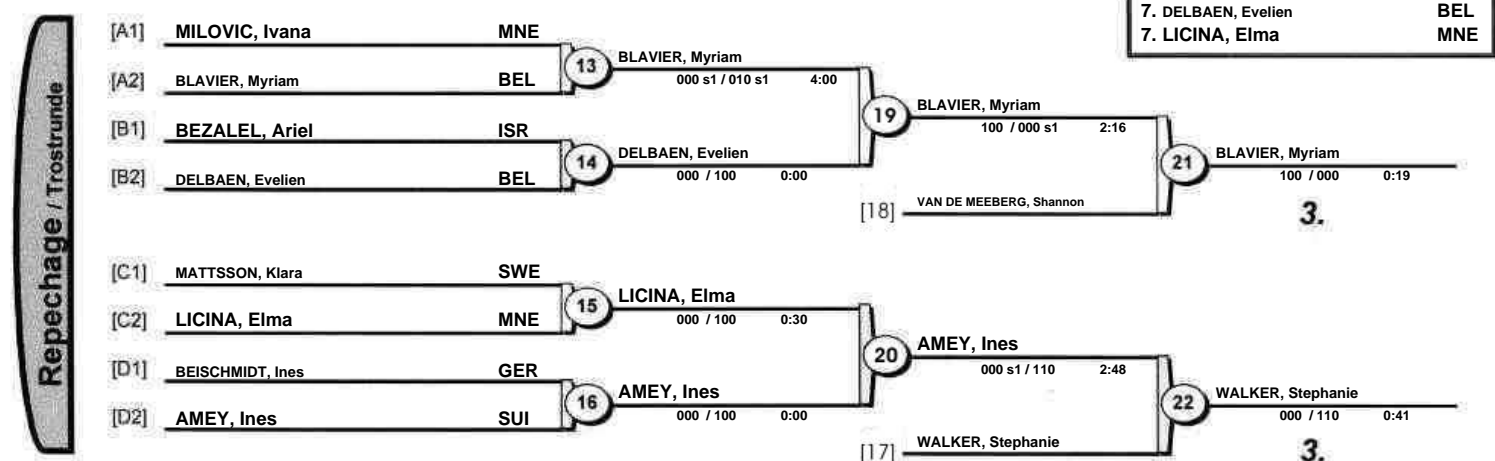 7. DELBAEN, Evelien BEL
7. LICINA, Elma MNE
Repechage / Trostrunde
[A1] MILOVIC, Ivana MNE
[A2] BLAVIER, Myriam BEL
13 BLAVIER, Myriam
000 s1 / 010 s1 4:00
[B1] BEZALEL, Ariel ISR
[B2] DELBAEN, Evelien BEL
14 DELBAEN, Evelien
000 / 100 0:00
19 BLAVIER, Myriam
100 / 000 s1 2:16
[18] VAN DE MEEBERG, Shannon
21 BLAVIER, Myriam
100 / 000 0:19
3.
[C1] MATTSSON, Klara SWE
[C2] LICINA, Elma MNE
15 LICINA, Elma
000 / 100 0:30
[D1] BEISCHMIDT, Ines GER
[D2] AMEY, Ines SUI
16 AMEY, Ines
000 / 100 0:00
20 AMEY, Ines
000 s1 / 110 2:48
[17] WALKER, Stephanie
22 WALKER, Stephanie
000 / 110 0:41
3.